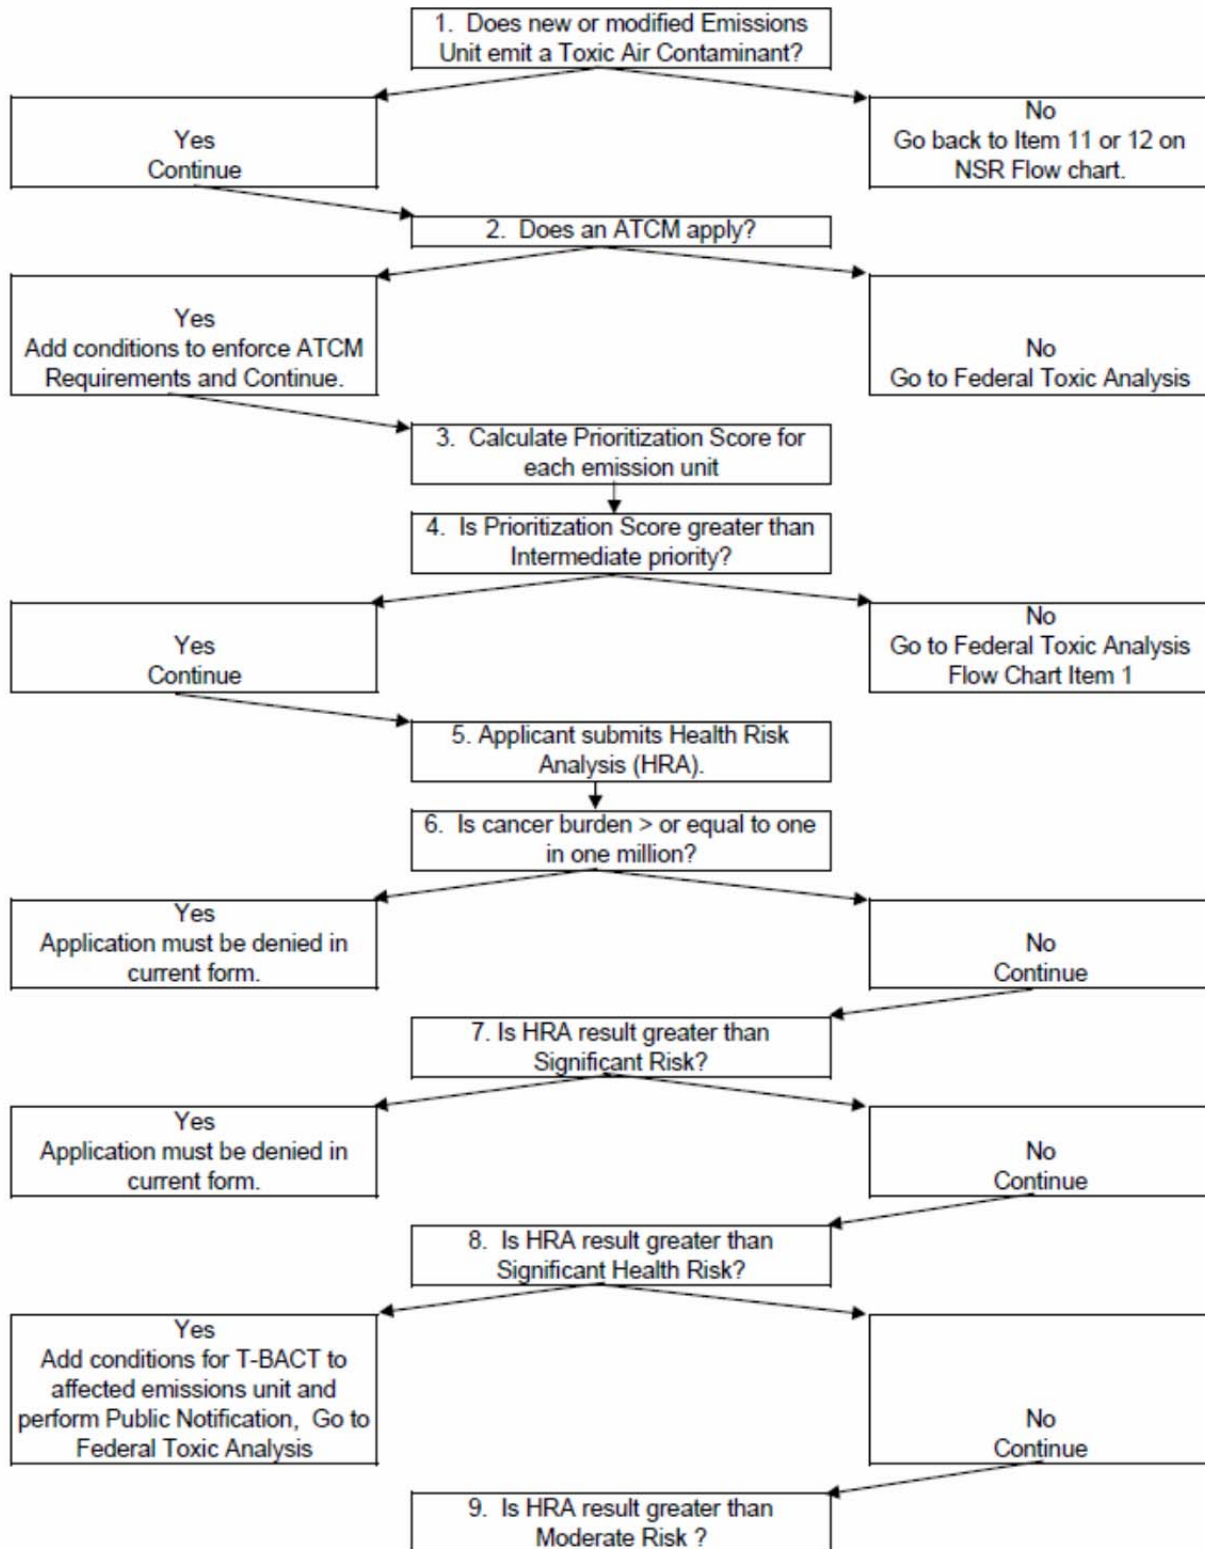 1. Does new or modified Emissions
Unit emit a Toxic Air Contaminant?
Yes
Continue
No
Go back to Item 11 or 12 on
NSR Flow chart.
2. Does an ATCM apply?
Yes
Add conditions to enforce ATCM
Requirements and Continue.
No
Go to Federal Toxic Analysis
3. Calculate Prioritization Score for
each emission unit
4. Is Prioritization Score greater than
Intermediate priority?
Yes
Continue
No
Go to Federal Toxic Analysis
Flow Chart Item 1
5. Applicant submits Health Risk
Analysis (HRA).
6. Is cancer burden > or equal to one
in one million?
Yes
Application must be denied in
current form.
No
Continue
7. Is HRA result greater than
Significant Risk?
Yes
Application must be denied in
current form.
No
Continue
8. Is HRA result greater than
Significant Health Risk?
Yes
Add conditions for T-BACT to
affected emissions unit and
perform Public Notification, Go to
Federal Toxic Analysis
No
Continue
9. Is HRA result greater than
Moderate Risk ?